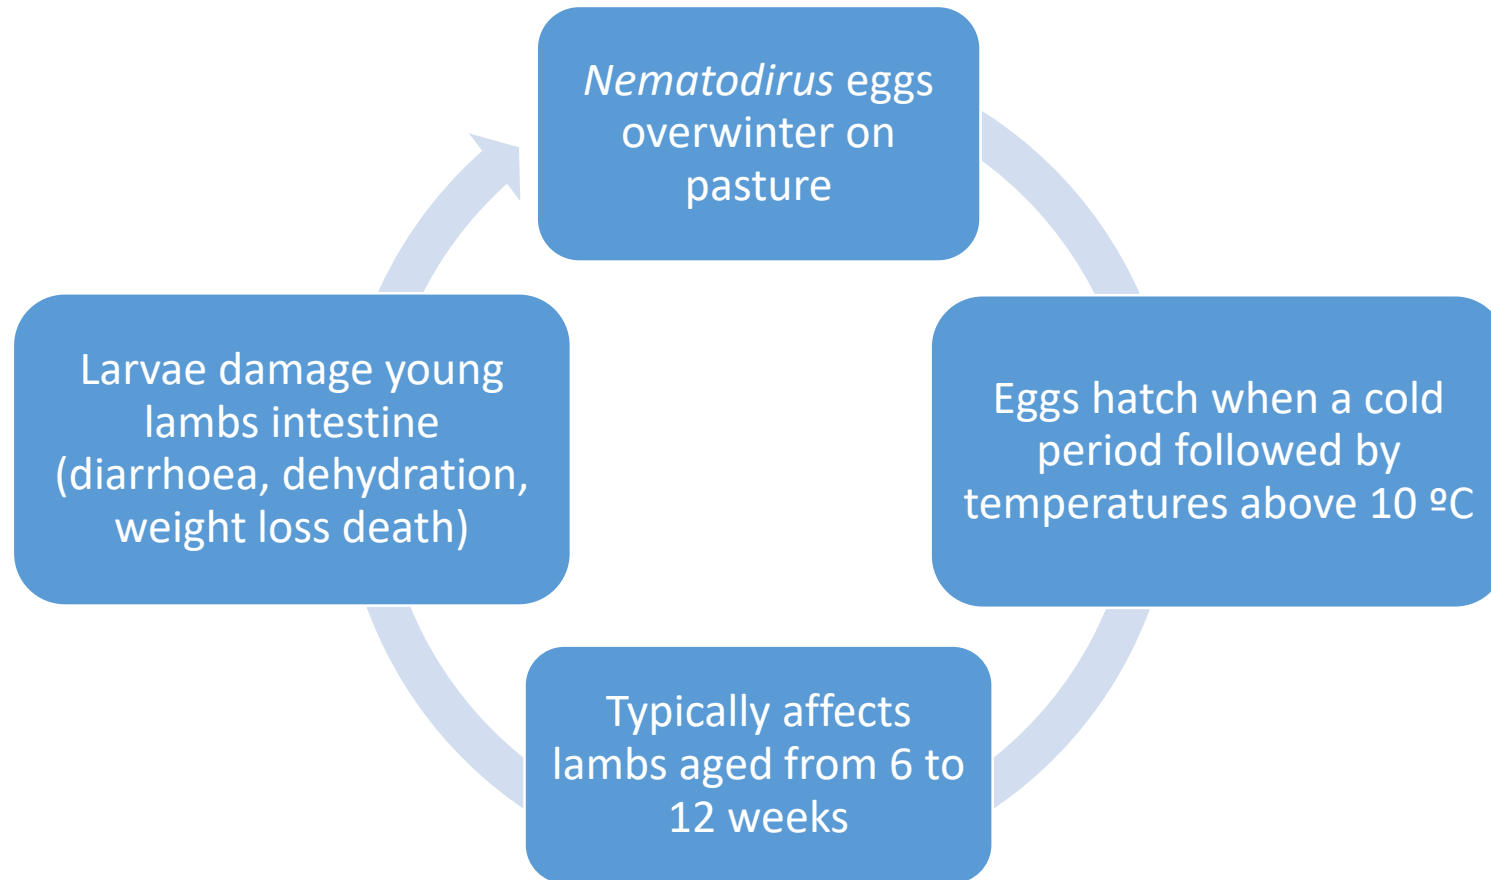 Nematodirus eggs
overwinter on
pasture
Eggs hatch when a cold
period followed by
temperatures above 10 ºC
Typically affects
lambs aged from 6 to
12 weeks
Larvae damage young
lambs intestine
(diarrhoea, dehydration,
weight loss death)